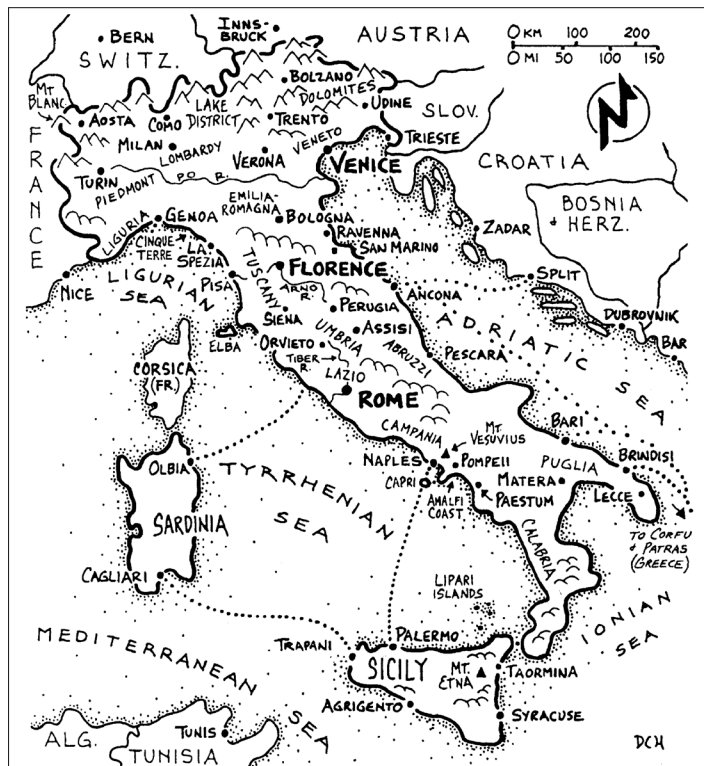 INNS-
BRUCK
BERN
AUSTRIA
SWITZ.
0 KM 100 200
0 MI 50 100 150
N
BOLZANO
DOLOMITES
MT
BLANC
AOSTA
COMO
LAKE
DISTRICT
TRENTO
UDINE
SLOV.
FRANCE
MILAN
LOMBARDY
VERONA
VENETO
VENICE
TRIESTE
CROATIA
TURIN
PIEDMONT
PO R.
BOSNIA
& HERZ.
EMILIA-
ROMAGNA
BOLOGNA
LIGURIA
GENOA
RAVENNA
SAN MARINO
ZADAR
CINQUE
TERRE
LA
SPEZIA
FLORENCE
NICE
LIGURIAN
SEA
PISA
TUSCANY
ARNO
R.
ANCONA
SPLIT
SIENA
PERUGIA
ASSISI
UMBRIA
DUBROVNIK
BAR
ADRIATIC SEA
ELBA
ORVIETO
TIBER
R.
ABRUZZI
PESCARA
CORSICA
(FR.)
LAZIO
ROME
CAMPANIA
MT
VESUVIUS
BARI
OLBIA
NAPLES
POMPEII
PUGLIA
BRINDISI
CAPRI
MATERA
LECCE
AMALFI
COAST
PAESTUM
TYRRHENIAN
SEA
SARDINIA
TO CORFU
& PATRAS
(GREECE)
CALABRIA
CAGLIARI
LIPARI
ISLANDS
IONIAN
SEA
MEDITERRANEAN
SEA
TRAPANI
PALERMO
SICILY
MT.
ETNA
TAORMINA
AGRIGENTO
SYRACUSE
ALG.
TUNIS
TUNISIA
DCH